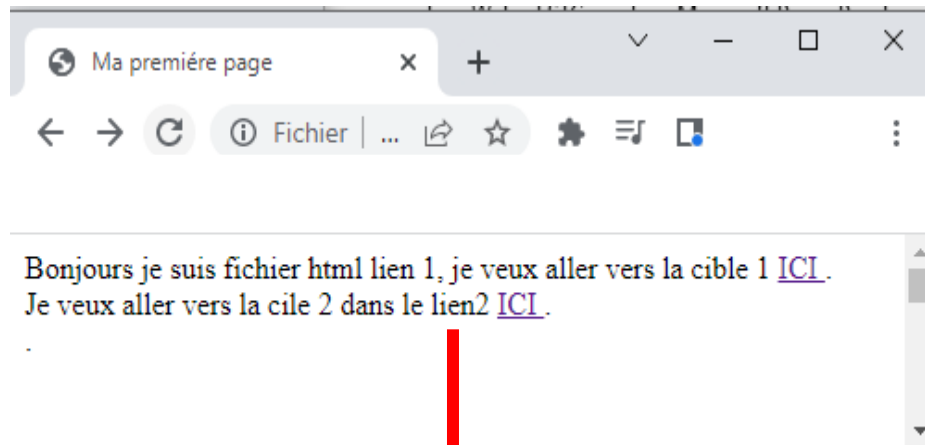 Ma premiére page
Fichier | ...
Bonjours je suis fichier html lien 1, je veux aller vers la cible 1 ICI .
Je veux aller vers la cile 2 dans le lien2 ICI .
.